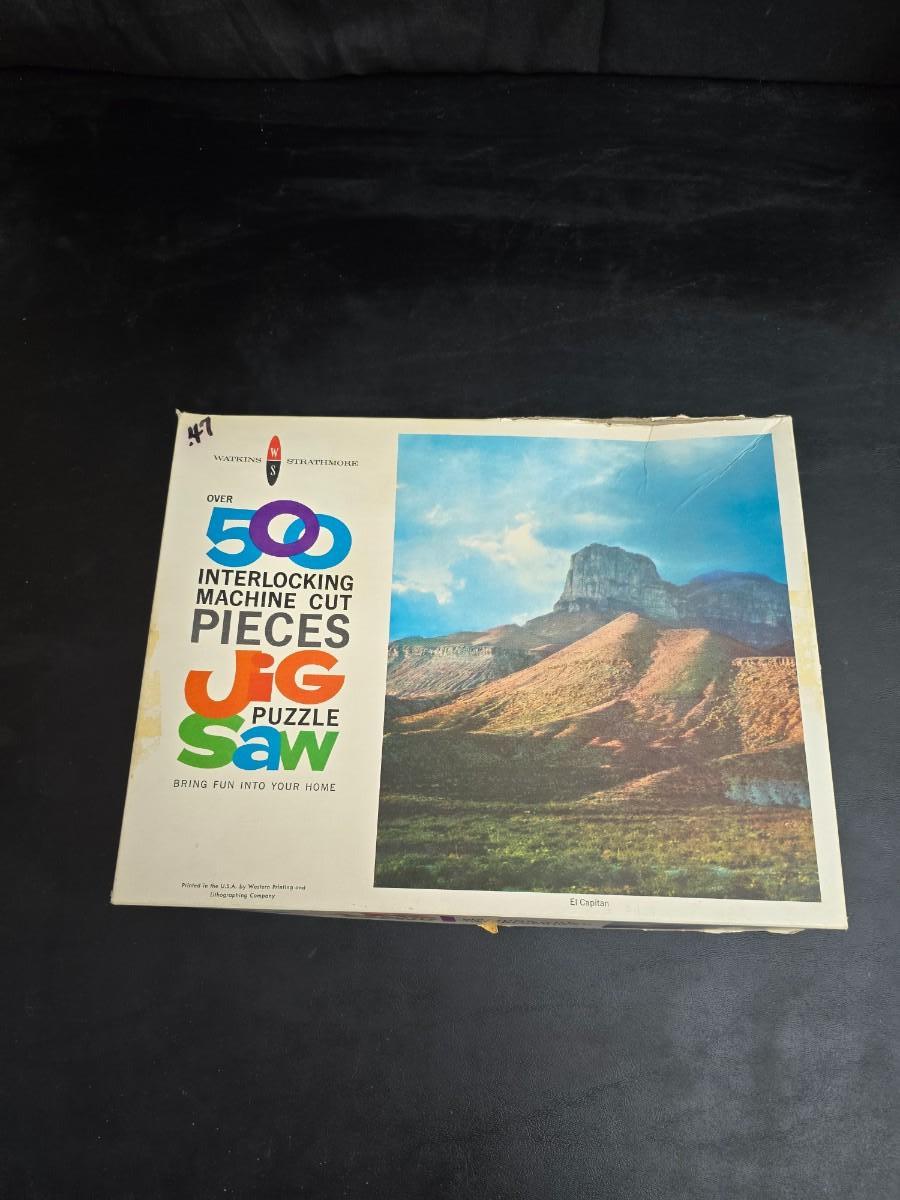 .47
WATKINS W S STRATHMORE
OVER
500
INTERLOCKING
MACHINE CUT
PIECES
JiG
PUZZLE
Saw
BRING FUN INTO YOUR HOME
Printed in the U.S.A. by Western Printing and
Lithographing Company
El Capitan